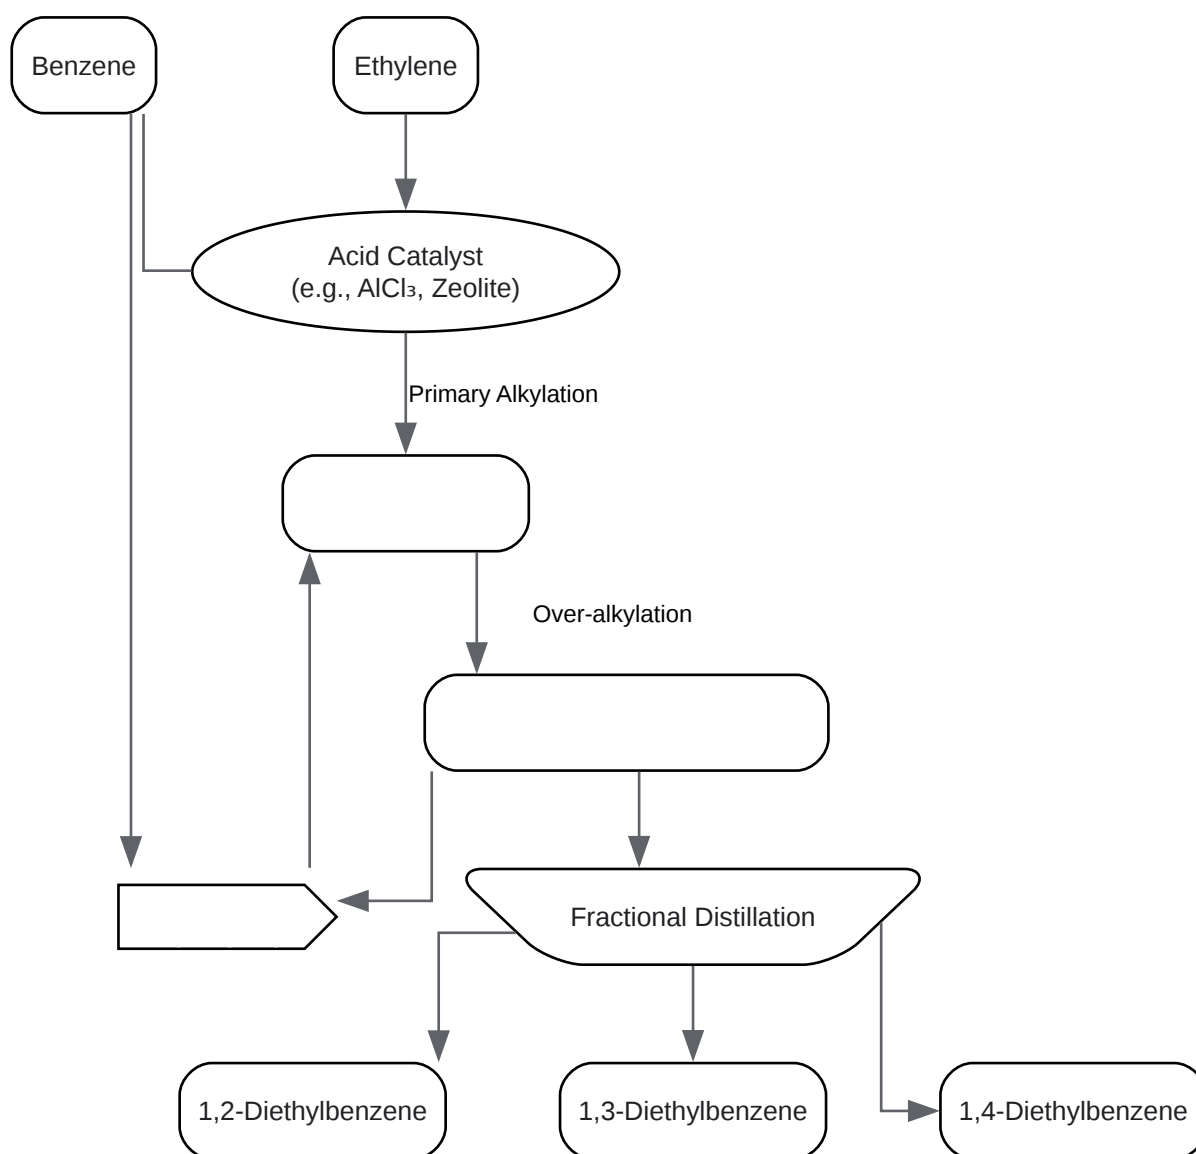 Benzene
Ethylene
Acid Catalyst
(e.g., AlCl₃, Zeolite)
Primary Alkylation
Over-alkylation
Fractional Distillation
1,2-Diethylbenzene
1,3-Diethylbenzene
1,4-Diethylbenzene